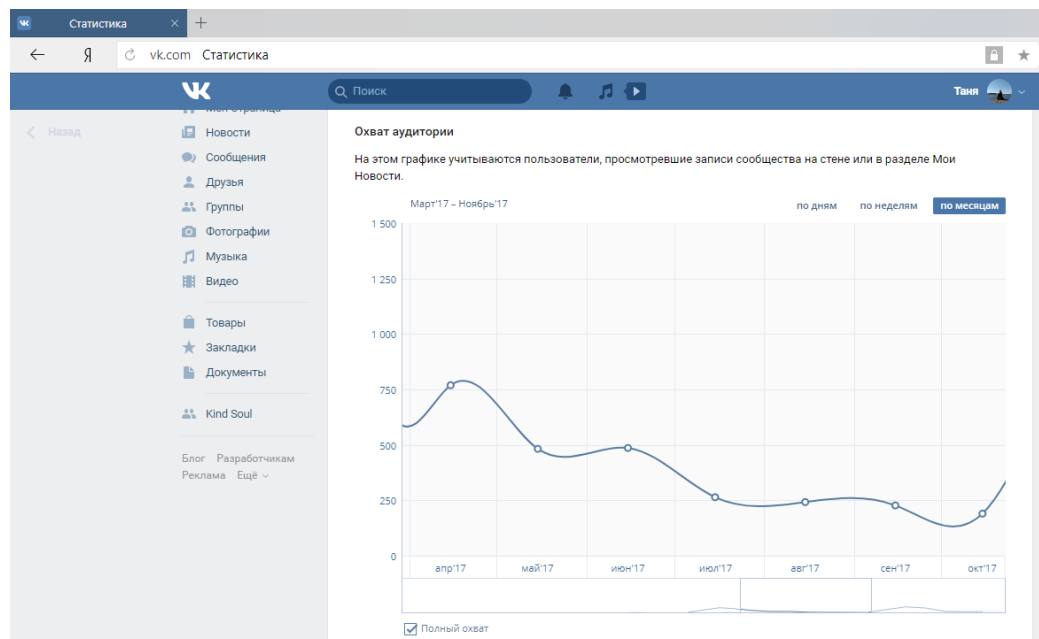 Статистика
Я vk.com Статистика
Поиск
Таня
Моя Страница
Назад
Новости
Сообщения
Друзья
Группы
Фотографии
Музыка
Видео
Товары
Закладки
Документы
Kind Soul
Блог Разработчикам
Реклама Ещё
Охват аудитории
На этом графике учитываются пользователи, просмотревшие записи сообщества на стене или в разделе Мои
Новости.
Март'17 – Ноябрь'17
по дням по неделям по месяцам
1 500
1 250
1 000
750
500
250
0
апр'17 май'17 июн'17 июл'17 авг'17 сен'17 окт'17
Полный охват